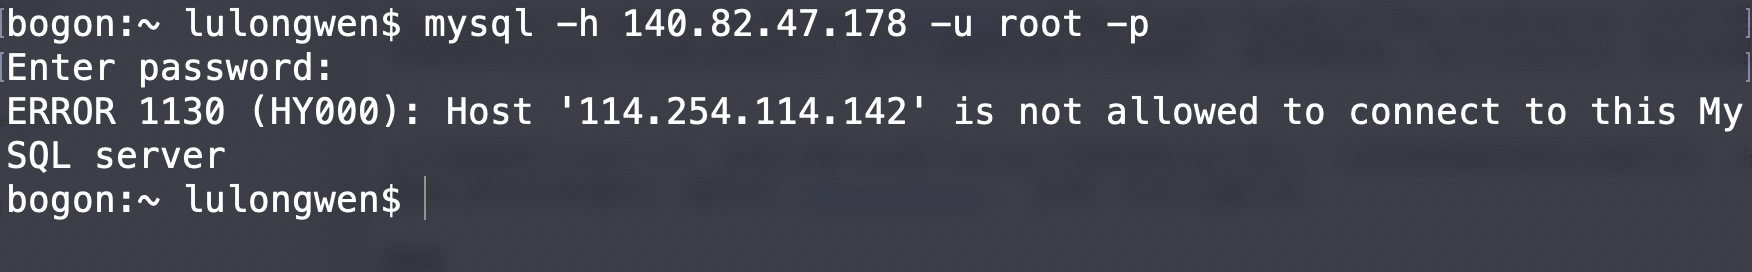 [bogon:~ lulongwen$ mysql -h 140.82.47.178 -u root -p ]
[Enter password: ]
ERROR 1130 (HY000): Host '114.254.114.142' is not allowed to connect to this My
SQL server
bogon:~ lulongwen$